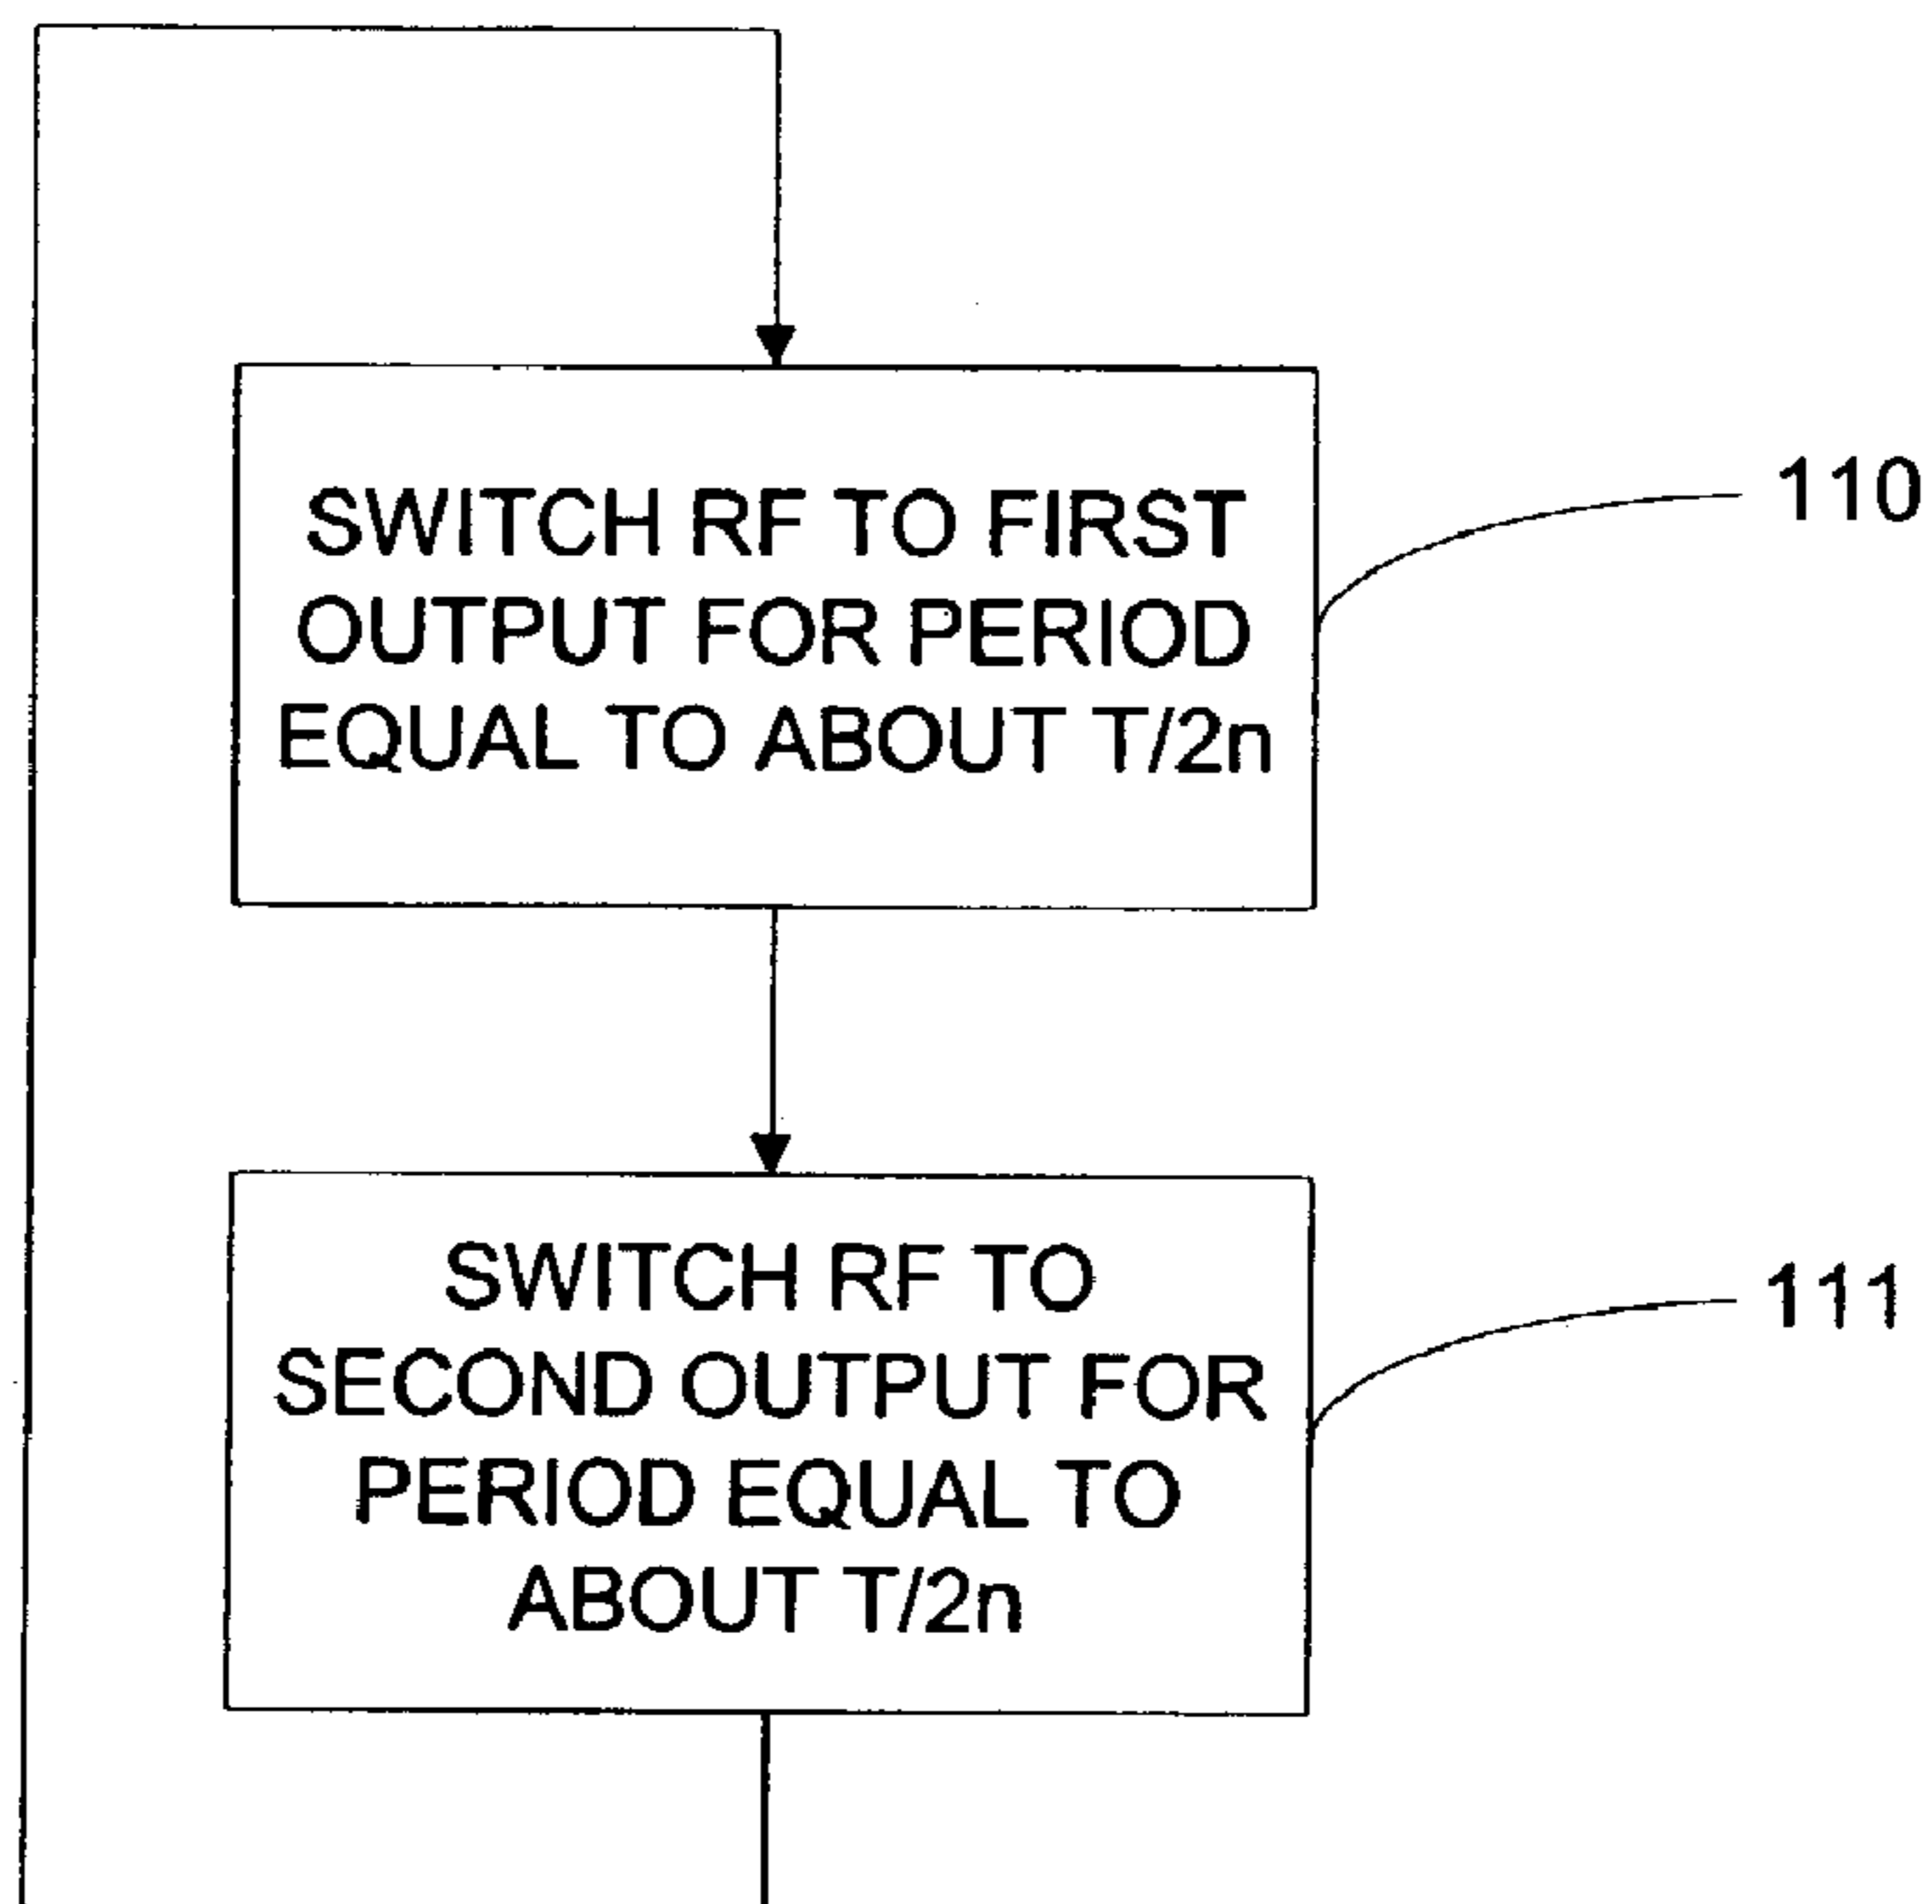 SWITCH RF TO FIRST
OUTPUT FOR PERIOD
EQUAL TO ABOUT T/2n
110
SWITCH RF TO
SECOND OUTPUT FOR
PERIOD EQUAL TO
ABOUT T/2n
111